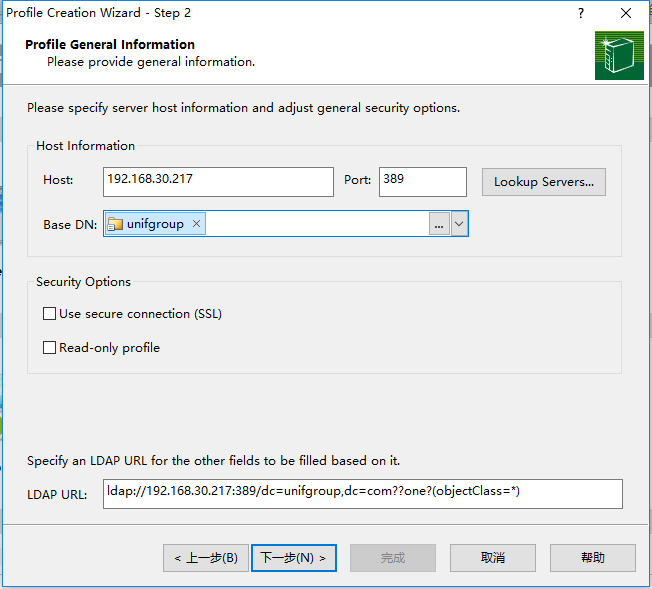 Profile Creation Wizard - Step 2
?
Profile General Information
Please provide general information.
Please specify server host information and adjust general security options.
Host Information
Host: 192.168.30.217 Port: 389 Lookup Servers...
Base DN: unifgroup × ...
Security Options
Use secure connection (SSL)
Read-only profile
Specify an LDAP URL for the other fields to be filled based on it.
LDAP URL: ldap://192.168.30.217:389/dc=unifgroup,dc=com??one?(objectClass=*)
< 上一步(B) 下一步(N) > 完成 取消 帮助